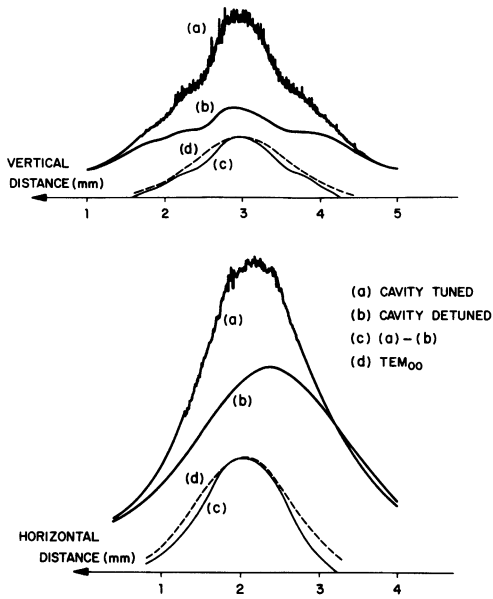 (a)
(b)
(d)
(c)
VERTICAL
DISTANCE (mm)
1 2 3 4 5
(a) CAVITY TUNED
(b) CAVITY DETUNED
(c) (a)-(b)
(d) TEM₀₀
(a)
(b)
(d)
(c)
HORIZONTAL
DISTANCE (mm)
1 2 3 4